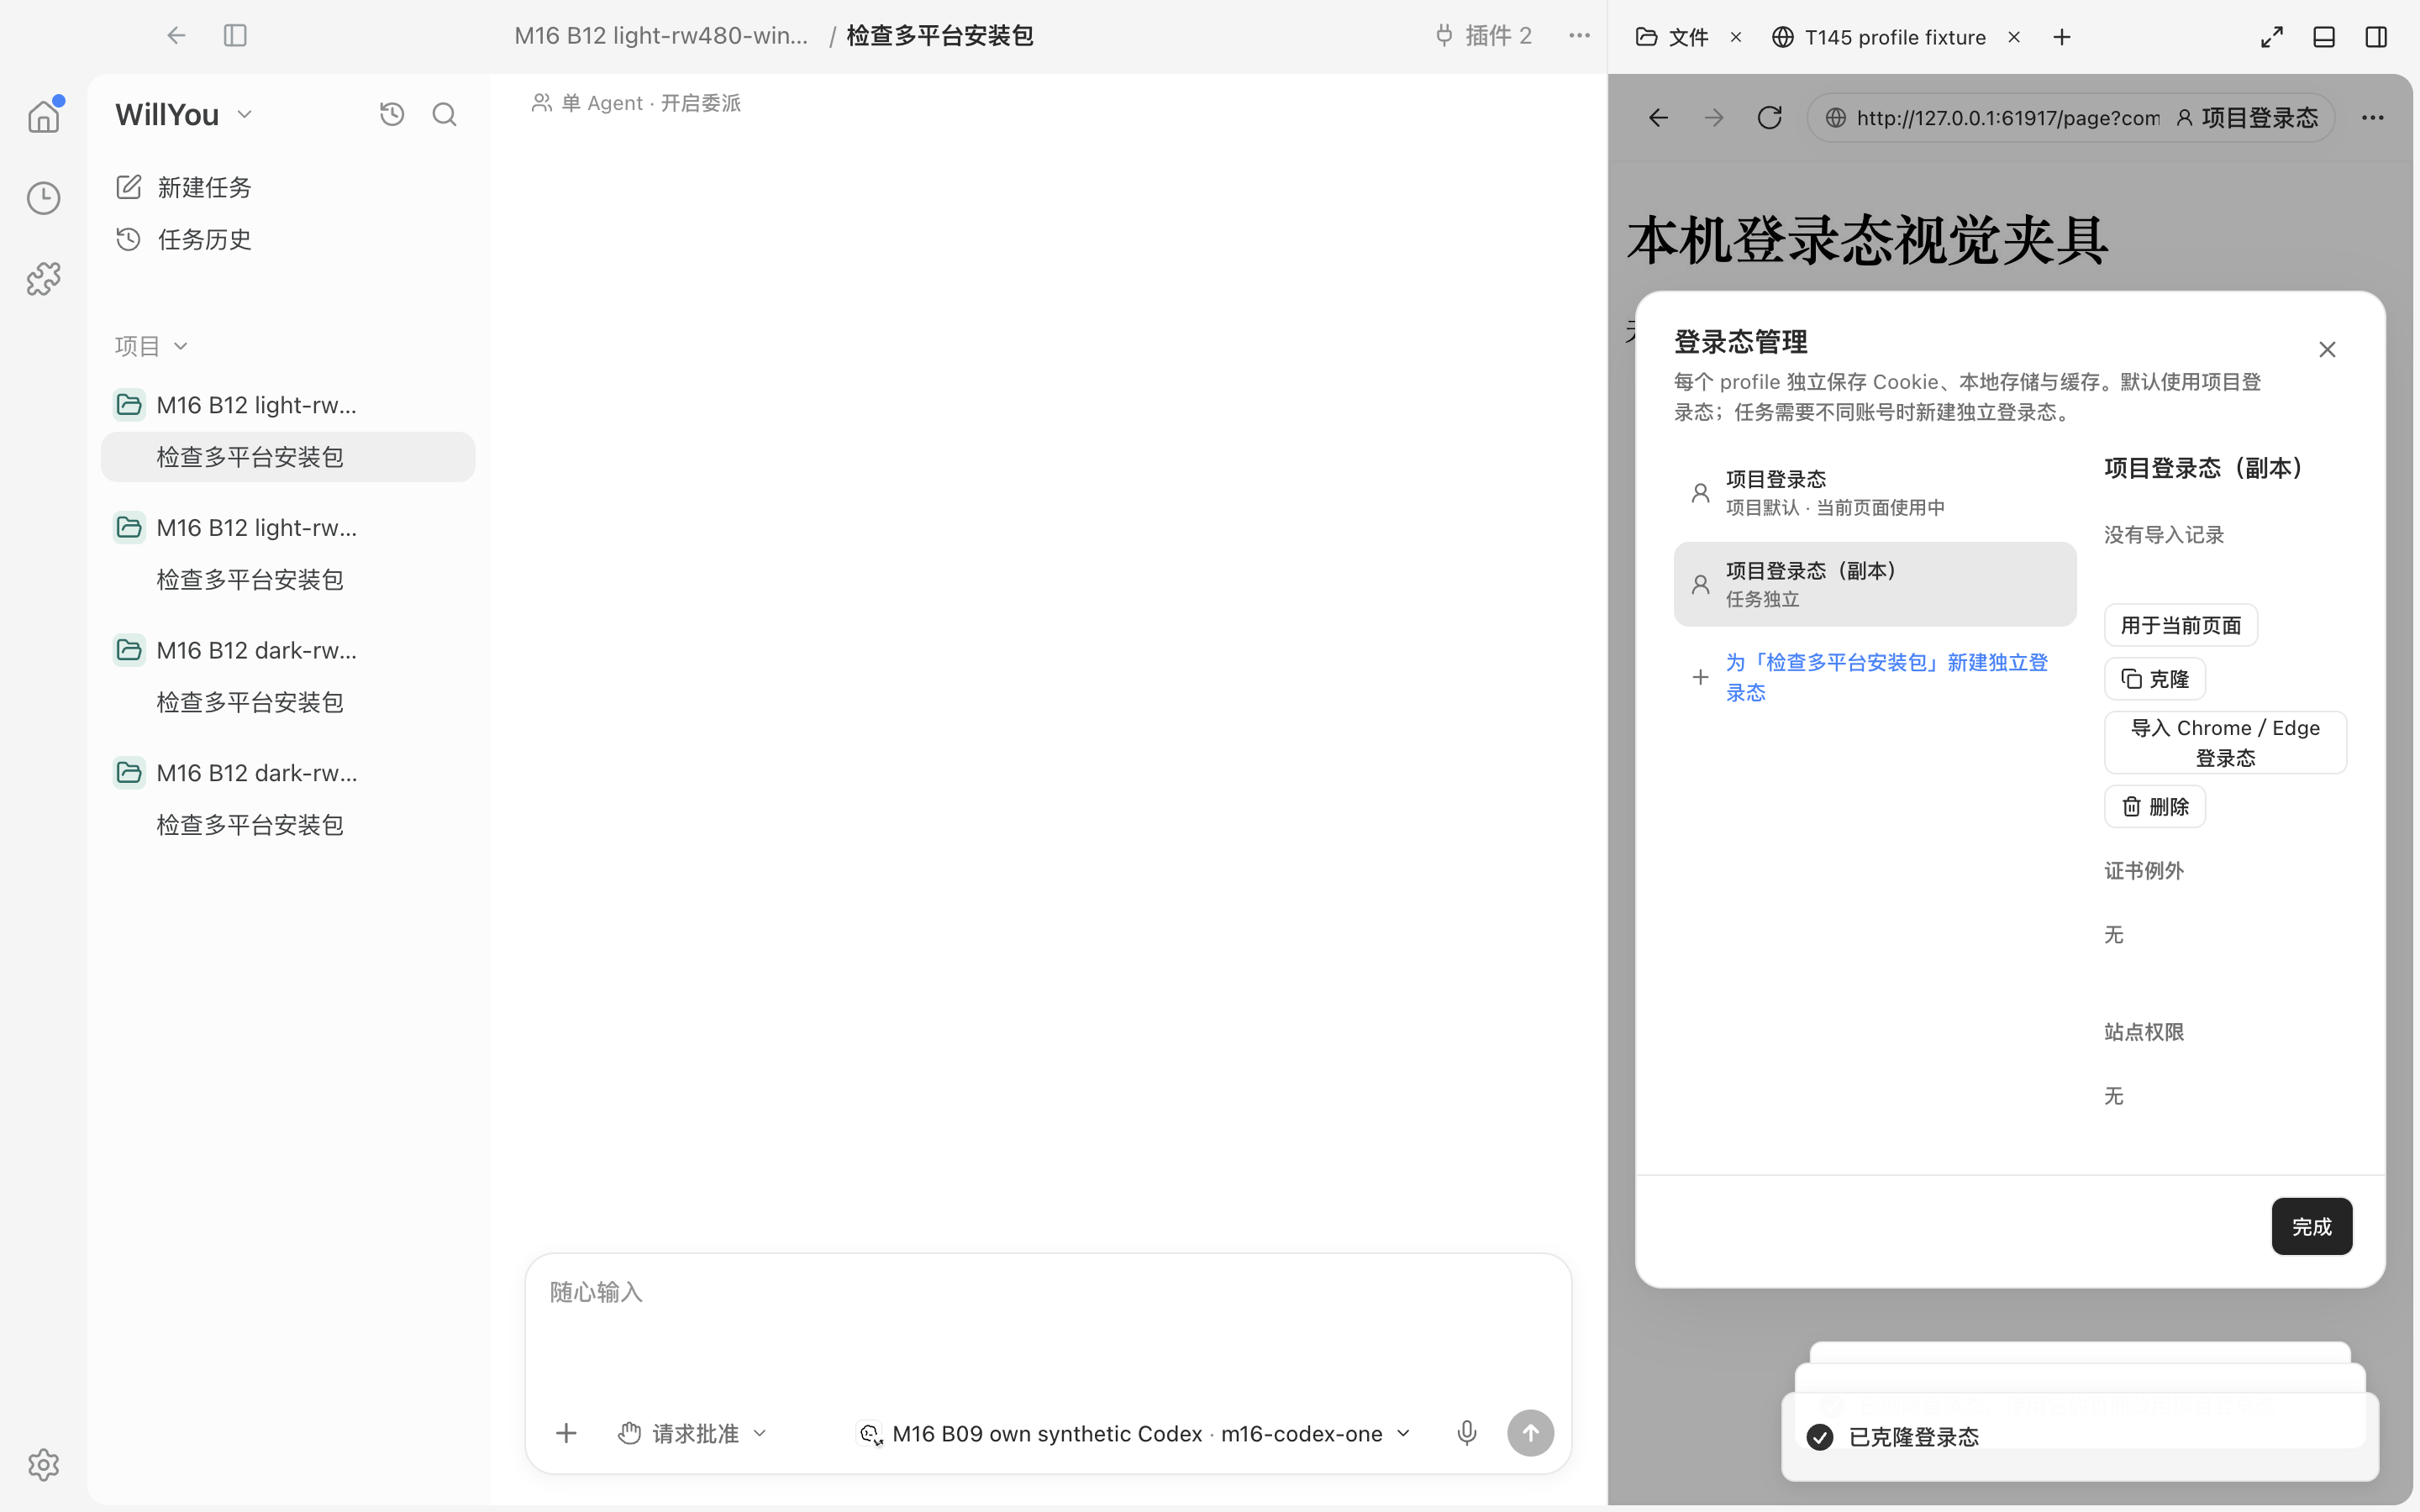 M16 B12 light-rw480-win... / 检查多平台安装包
插件 2
文件
T145 profile fixture
WillYou
新建任务
任务历史
项目
M16 B12 light-rw...
检查多平台安装包
M16 B12 light-rw...
检查多平台安装包
M16 B12 dark-rw...
检查多平台安装包
M16 B12 dark-rw...
检查多平台安装包
单 Agent · 开启委派
随心输入
请求批准
M16 B09 own synthetic Codex · m16-codex-one
http://127.0.0.1:61917/page?com
项目登录态
本机登录态视觉夹具
登录态管理
每个 profile 独立保存 Cookie、本地存储与缓存。默认使用项目登
录态；任务需要不同账号时新建独立登录态。
项目登录态
项目默认 · 当前页面使用中
项目登录态（副本）
任务独立
为「检查多平台安装包」新建独立登
录态
项目登录态（副本）
没有导入记录
用于当前页面
克隆
导入 Chrome / Edge
登录态
删除
证书例外
无
站点权限
无
完成
已克隆登录态